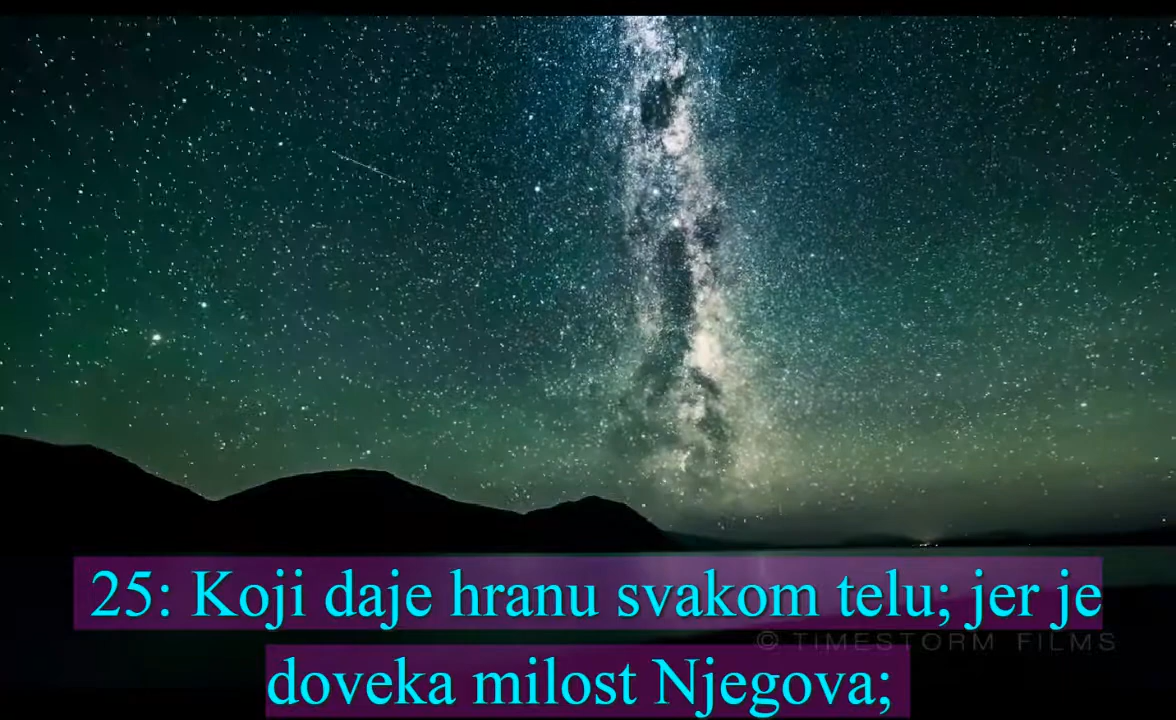 25: Koji daje hranu svakom telu; jer je
© TIMESTORM FILMS
doveka milost Njegova;